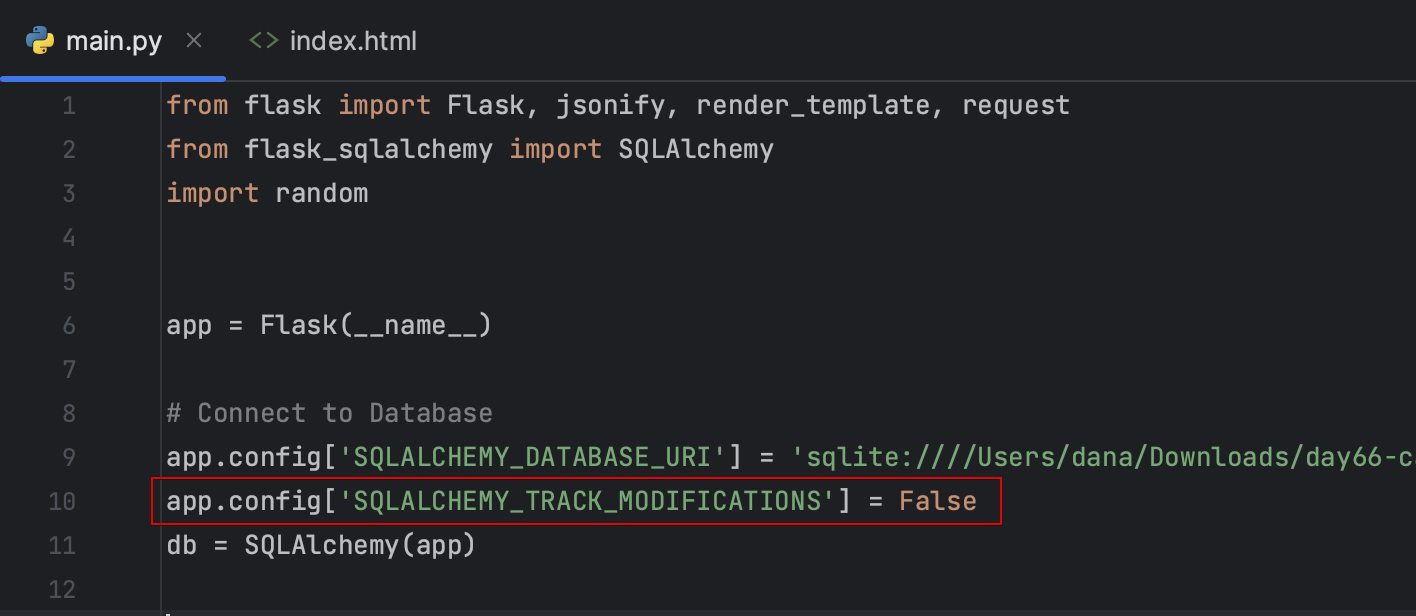 main.py index.html
1 from flask import Flask, jsonify, render_template, request
2 from flask_sqlalchemy import SQLAlchemy
3 import random
4
5
6 app = Flask(__name__)
7
8 # Connect to Database
9 app.config['SQLALCHEMY_DATABASE_URI'] = 'sqlite:////Users/dana/Downloads/day66-c
10 app.config['SQLALCHEMY_TRACK_MODIFICATIONS'] = False
11 db = SQLAlchemy(app)
12